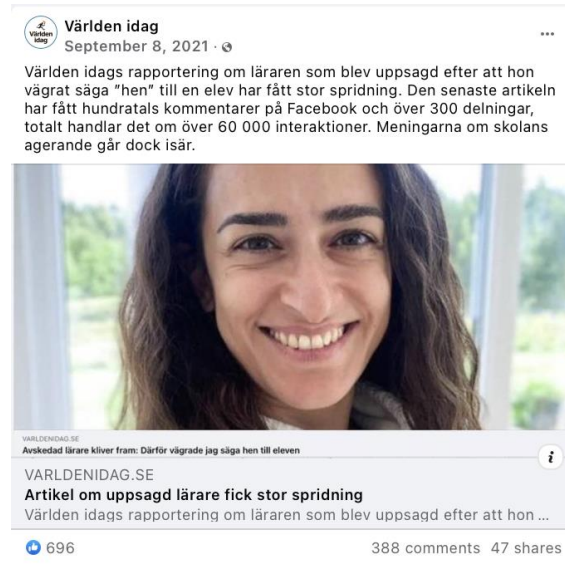 Världen idag
Världen
idag
September 8, 2021 ·
Världen idags rapportering om läraren som blev uppsagd efter att hon
vägrat säga ”hen” till en elev har fått stor spridning. Den senaste artikeln
har fått hundratals kommentarer på Facebook och över 300 delningar,
totalt handlar det om över 60 000 interaktioner. Meningarna om skolans
agerande går dock isär.
VARLDENIDAG.SE
Avskedad lärare kliver fram: Därför vägrade jag säga hen till eleven
i
VARLDENIDAG.SE
Artikel om uppsagd lärare fick stor spridning
Världen idags rapportering om läraren som blev uppsagd efter att hon ...
696
388 comments 47 shares